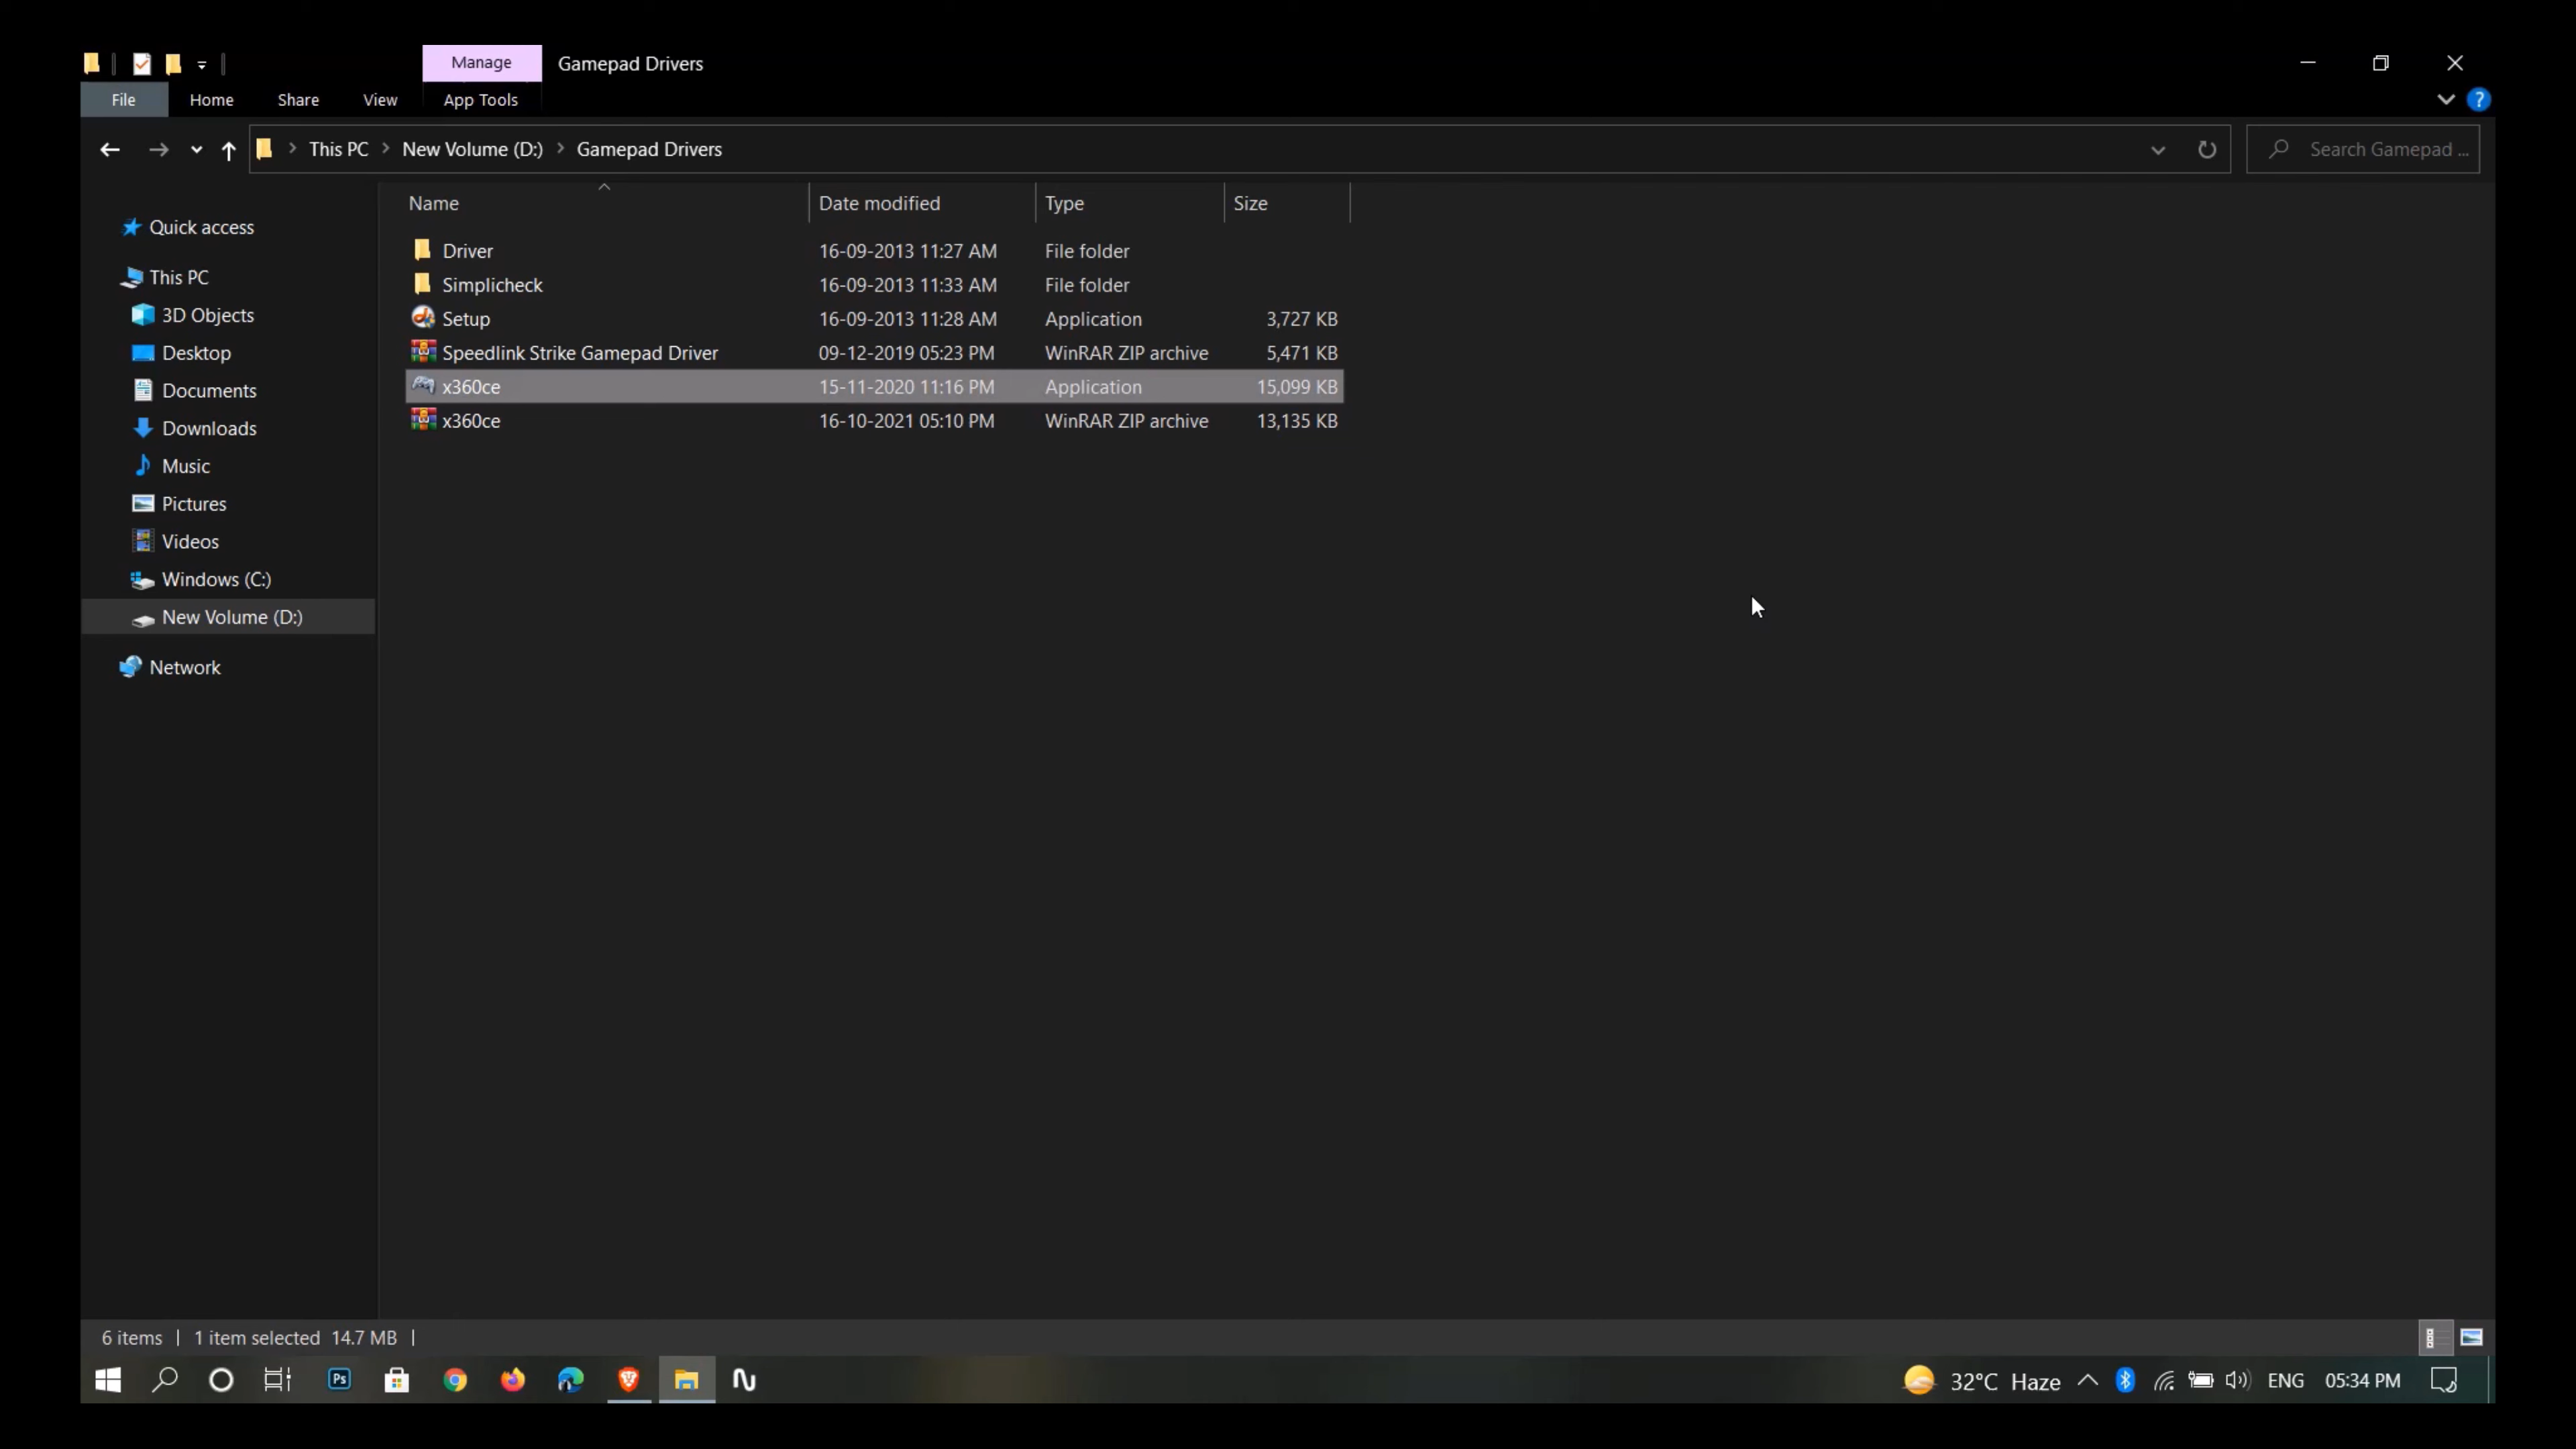 Manage Gamepad Drivers
File Home Share View App Tools
This PC New Volume (D:) Gamepad Drivers Search Gamepad ...
Name Date modified Type Size
Quick access
This PC
3D Objects
Desktop
Documents
Downloads
Music
Pictures
Videos
Windows (C:)
New Volume (D:)
Network
Driver 16-09-2013 11:27 AM File folder
Simplicheck 16-09-2013 11:33 AM File folder
Setup 16-09-2013 11:28 AM Application 3,727 KB
Speedlink Strike Gamepad Driver 09-12-2019 05:23 PM WinRAR ZIP archive 5,471 KB
x360ce 15-11-2020 11:16 PM Application 15,099 KB
x360ce 16-10-2021 05:10 PM WinRAR ZIP archive 13,135 KB
6 items 1 item selected 14.7 MB
Ps 32°C Haze ENG 05:34 PM